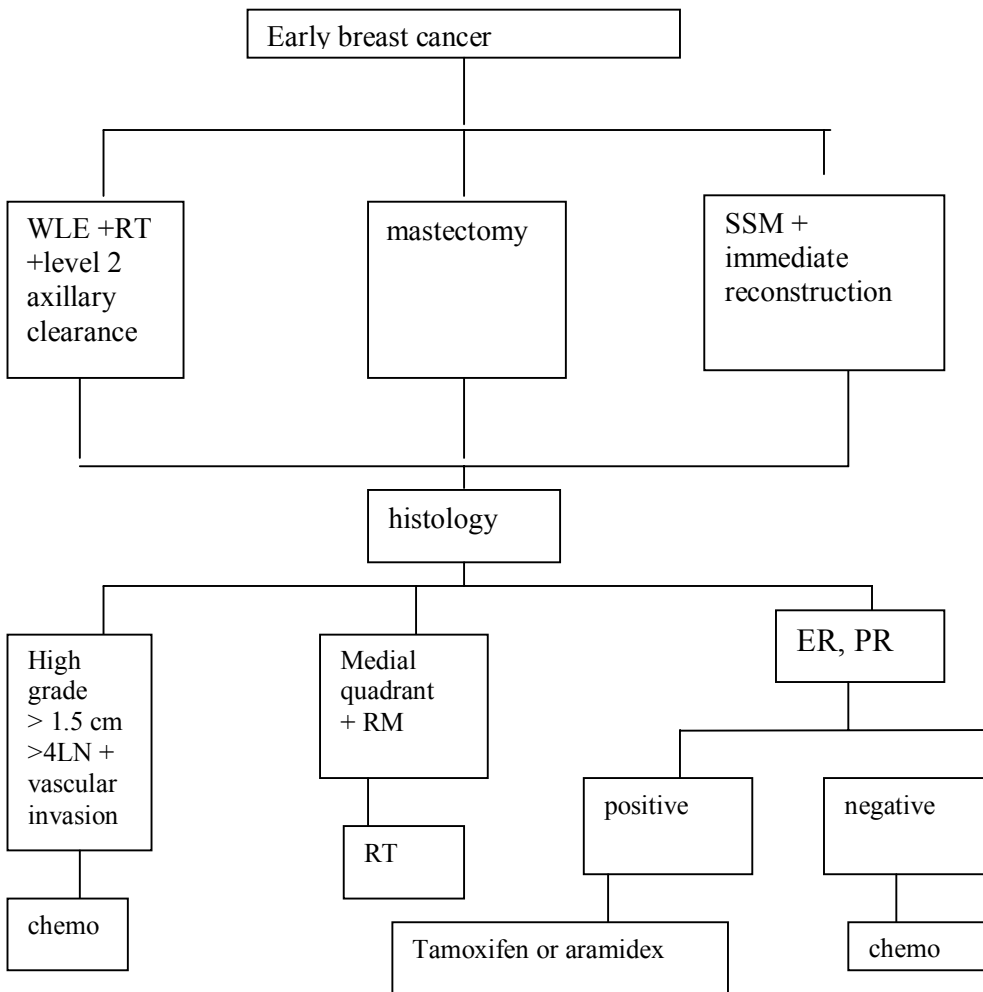 Early breast cancer
WLE +RT
+level 2
axillary
clearance
mastectomy
SSM +
immediate
reconstruction
histology
High
grade
> 1.5 cm
>4LN +
vascular
invasion
Medial
quadrant
+ RM
ER, PR
positive
negative
RT
chemo
Tamoxifen or aramidex
chemo